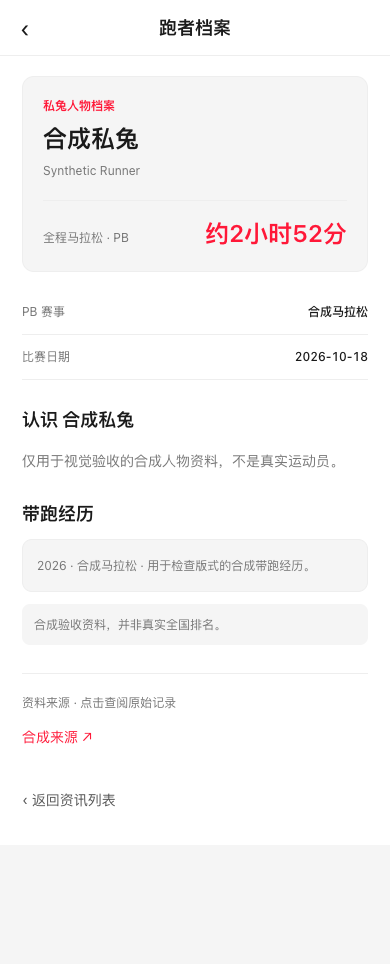 ‹ 跑者档案
私兔人物档案
合成私兔
Synthetic Runner
全程马拉松 · PB 约2小时52分
PB 赛事 合成马拉松
比赛日期 2026-10-18
认识 合成私兔
仅用于视觉验收的合成人物资料，不是真实运动员。
带跑经历
2026 · 合成马拉松 · 用于检查版式的合成带跑经历。
合成验收资料，并非真实全国排名。
资料来源 · 点击查阅原始记录
合成来源 ↗
‹ 返回资讯列表